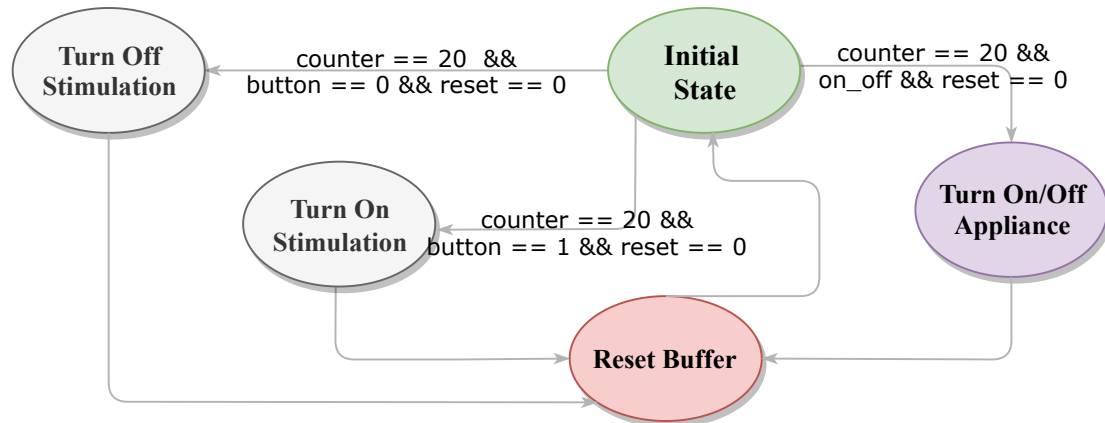 Turn Off
Stimulation
counter == 20 &&
button == 0 && reset == 0
Initial
State
counter == 20 &&
on_off && reset == 0
Turn On
Stimulation
counter == 20 &&
button == 1 && reset == 0
Turn On/Off
Appliance
Reset Buffer